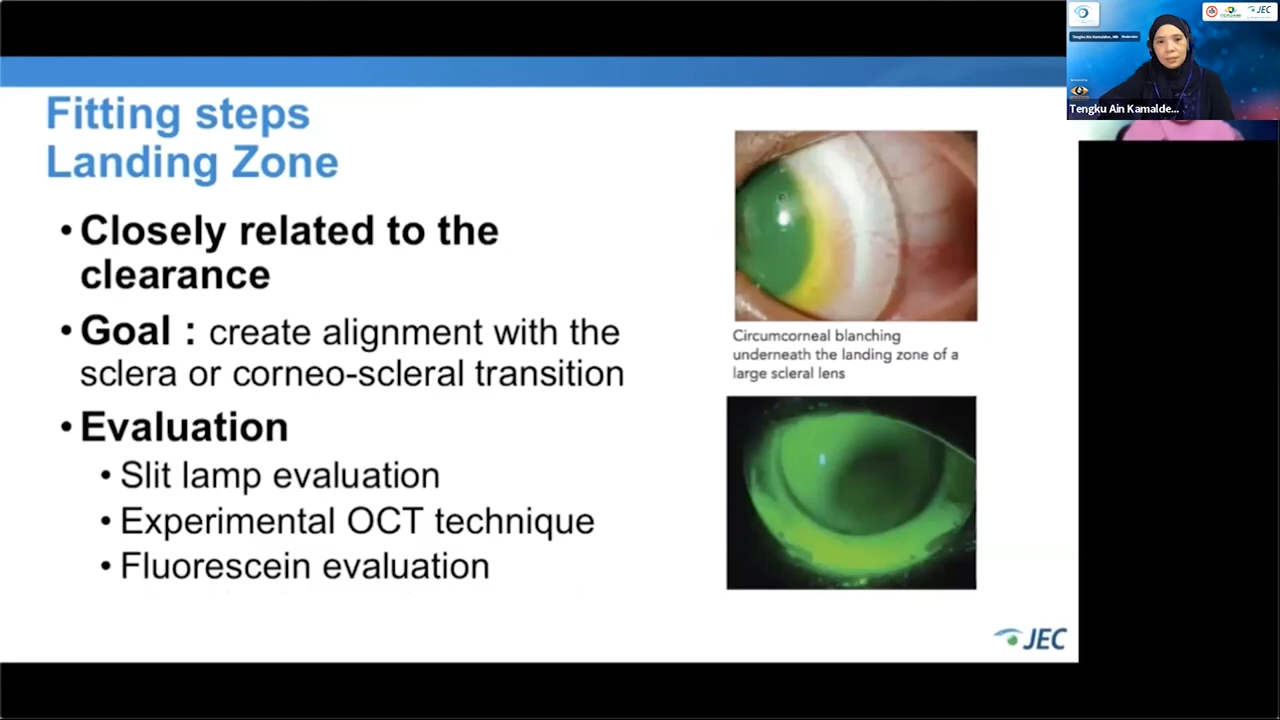 Fitting steps
Landing Zone
• Closely related to the
clearance
• Goal : create alignment with the
sclera or corneo-scleral transition
• Evaluation
• Slit lamp evaluation
• Experimental OCT technique
• Fluorescein evaluation
Circumcorneal blanching
underneath the landing zone of a
large scleral lens
JEC
JEC
Tengku Ain Kamalde...